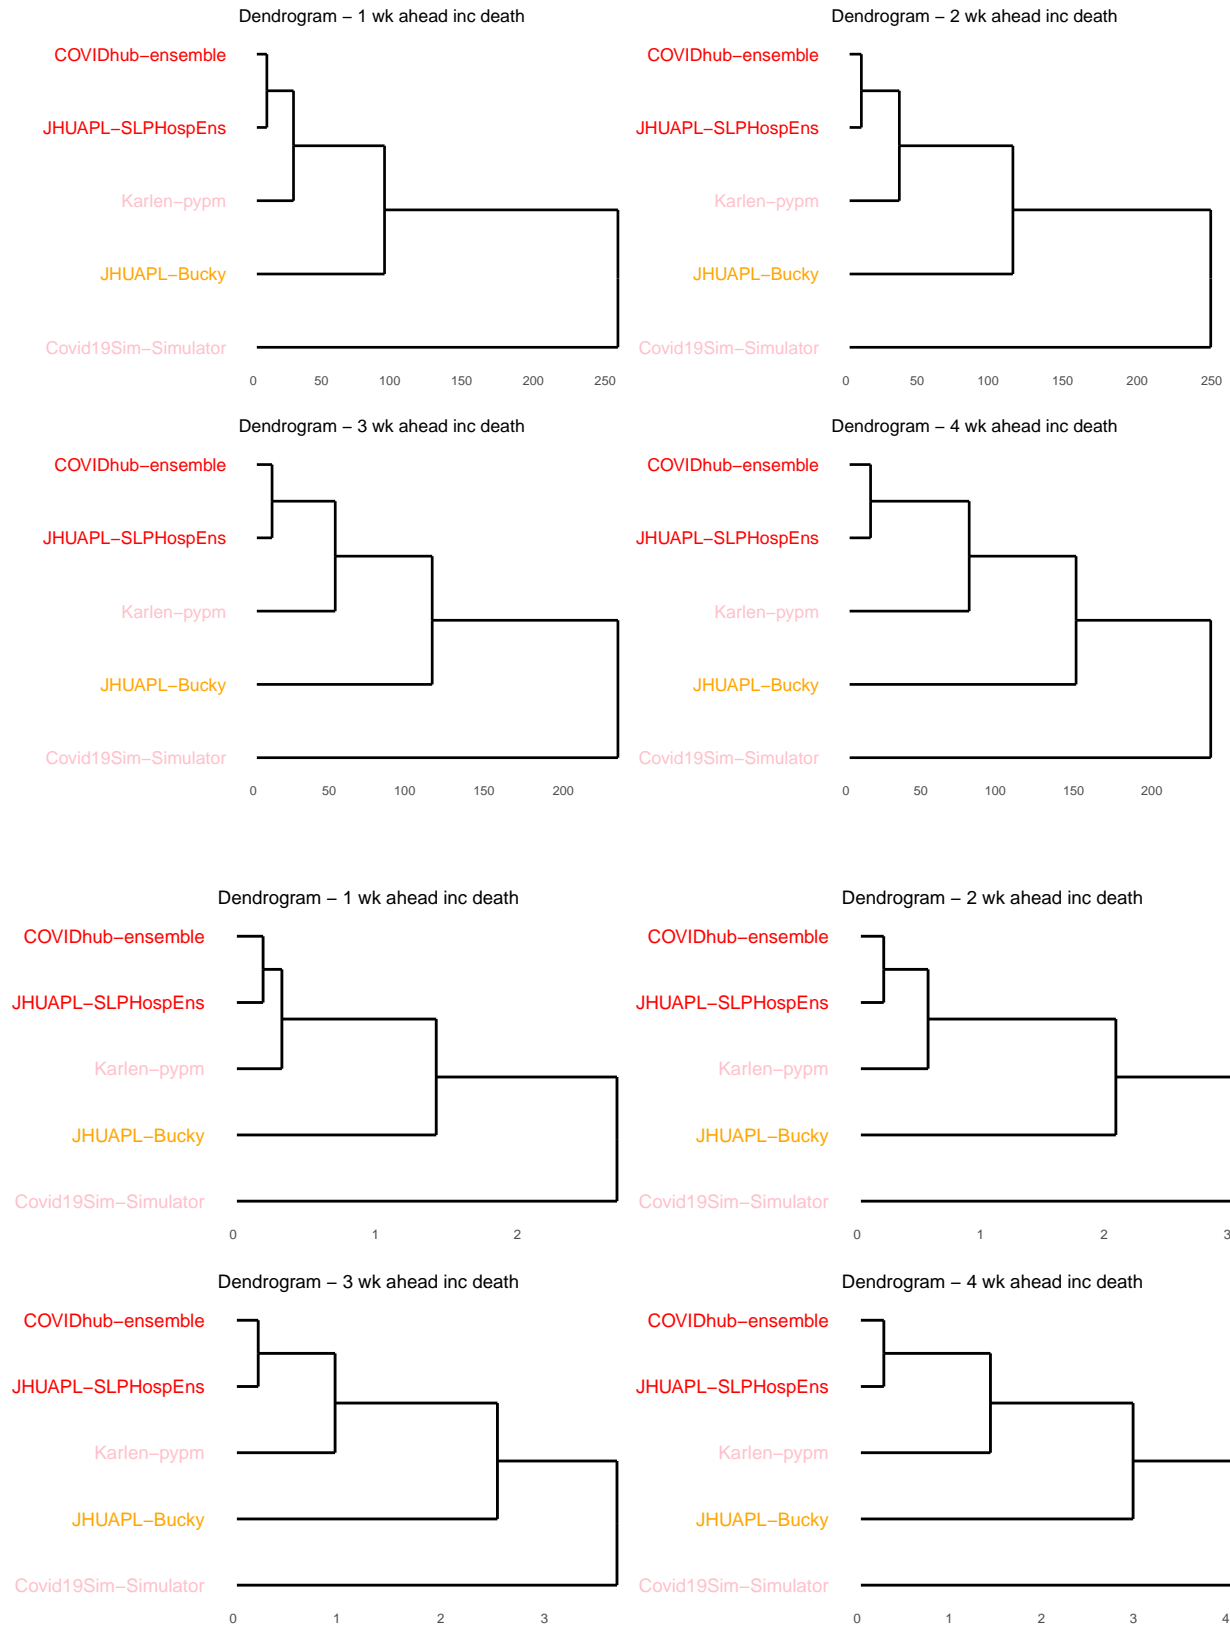 Dendrogram − 1 wk ahead inc death
COVIDhub−ensemble
JHUAPL−SLPHospEns
Karlen−pypm
JHUAPL−Bucky
Covid19Sim−Simulator
0 50 100 150 200 250
Dendrogram − 2 wk ahead inc death
COVIDhub−ensemble
JHUAPL−SLPHospEns
Karlen−pypm
JHUAPL−Bucky
Covid19Sim−Simulator
0 50 100 150 200 250
Dendrogram − 3 wk ahead inc death
COVIDhub−ensemble
JHUAPL−SLPHospEns
Karlen−pypm
JHUAPL−Bucky
Covid19Sim−Simulator
0 50 100 150 200
Dendrogram − 4 wk ahead inc death
COVIDhub−ensemble
JHUAPL−SLPHospEns
Karlen−pypm
JHUAPL−Bucky
Covid19Sim−Simulator
0 50 100 150 200
Dendrogram − 1 wk ahead inc death
COVIDhub−ensemble
JHUAPL−SLPHospEns
Karlen−pypm
JHUAPL−Bucky
Covid19Sim−Simulator
0 1 2
Dendrogram − 2 wk ahead inc death
COVIDhub−ensemble
JHUAPL−SLPHospEns
Karlen−pypm
JHUAPL−Bucky
Covid19Sim−Simulator
0 1 2 3
Dendrogram − 3 wk ahead inc death
COVIDhub−ensemble
JHUAPL−SLPHospEns
Karlen−pypm
JHUAPL−Bucky
Covid19Sim−Simulator
0 1 2 3
Dendrogram − 4 wk ahead inc death
COVIDhub−ensemble
JHUAPL−SLPHospEns
Karlen−pypm
JHUAPL−Bucky
Covid19Sim−Simulator
0 1 2 3 4